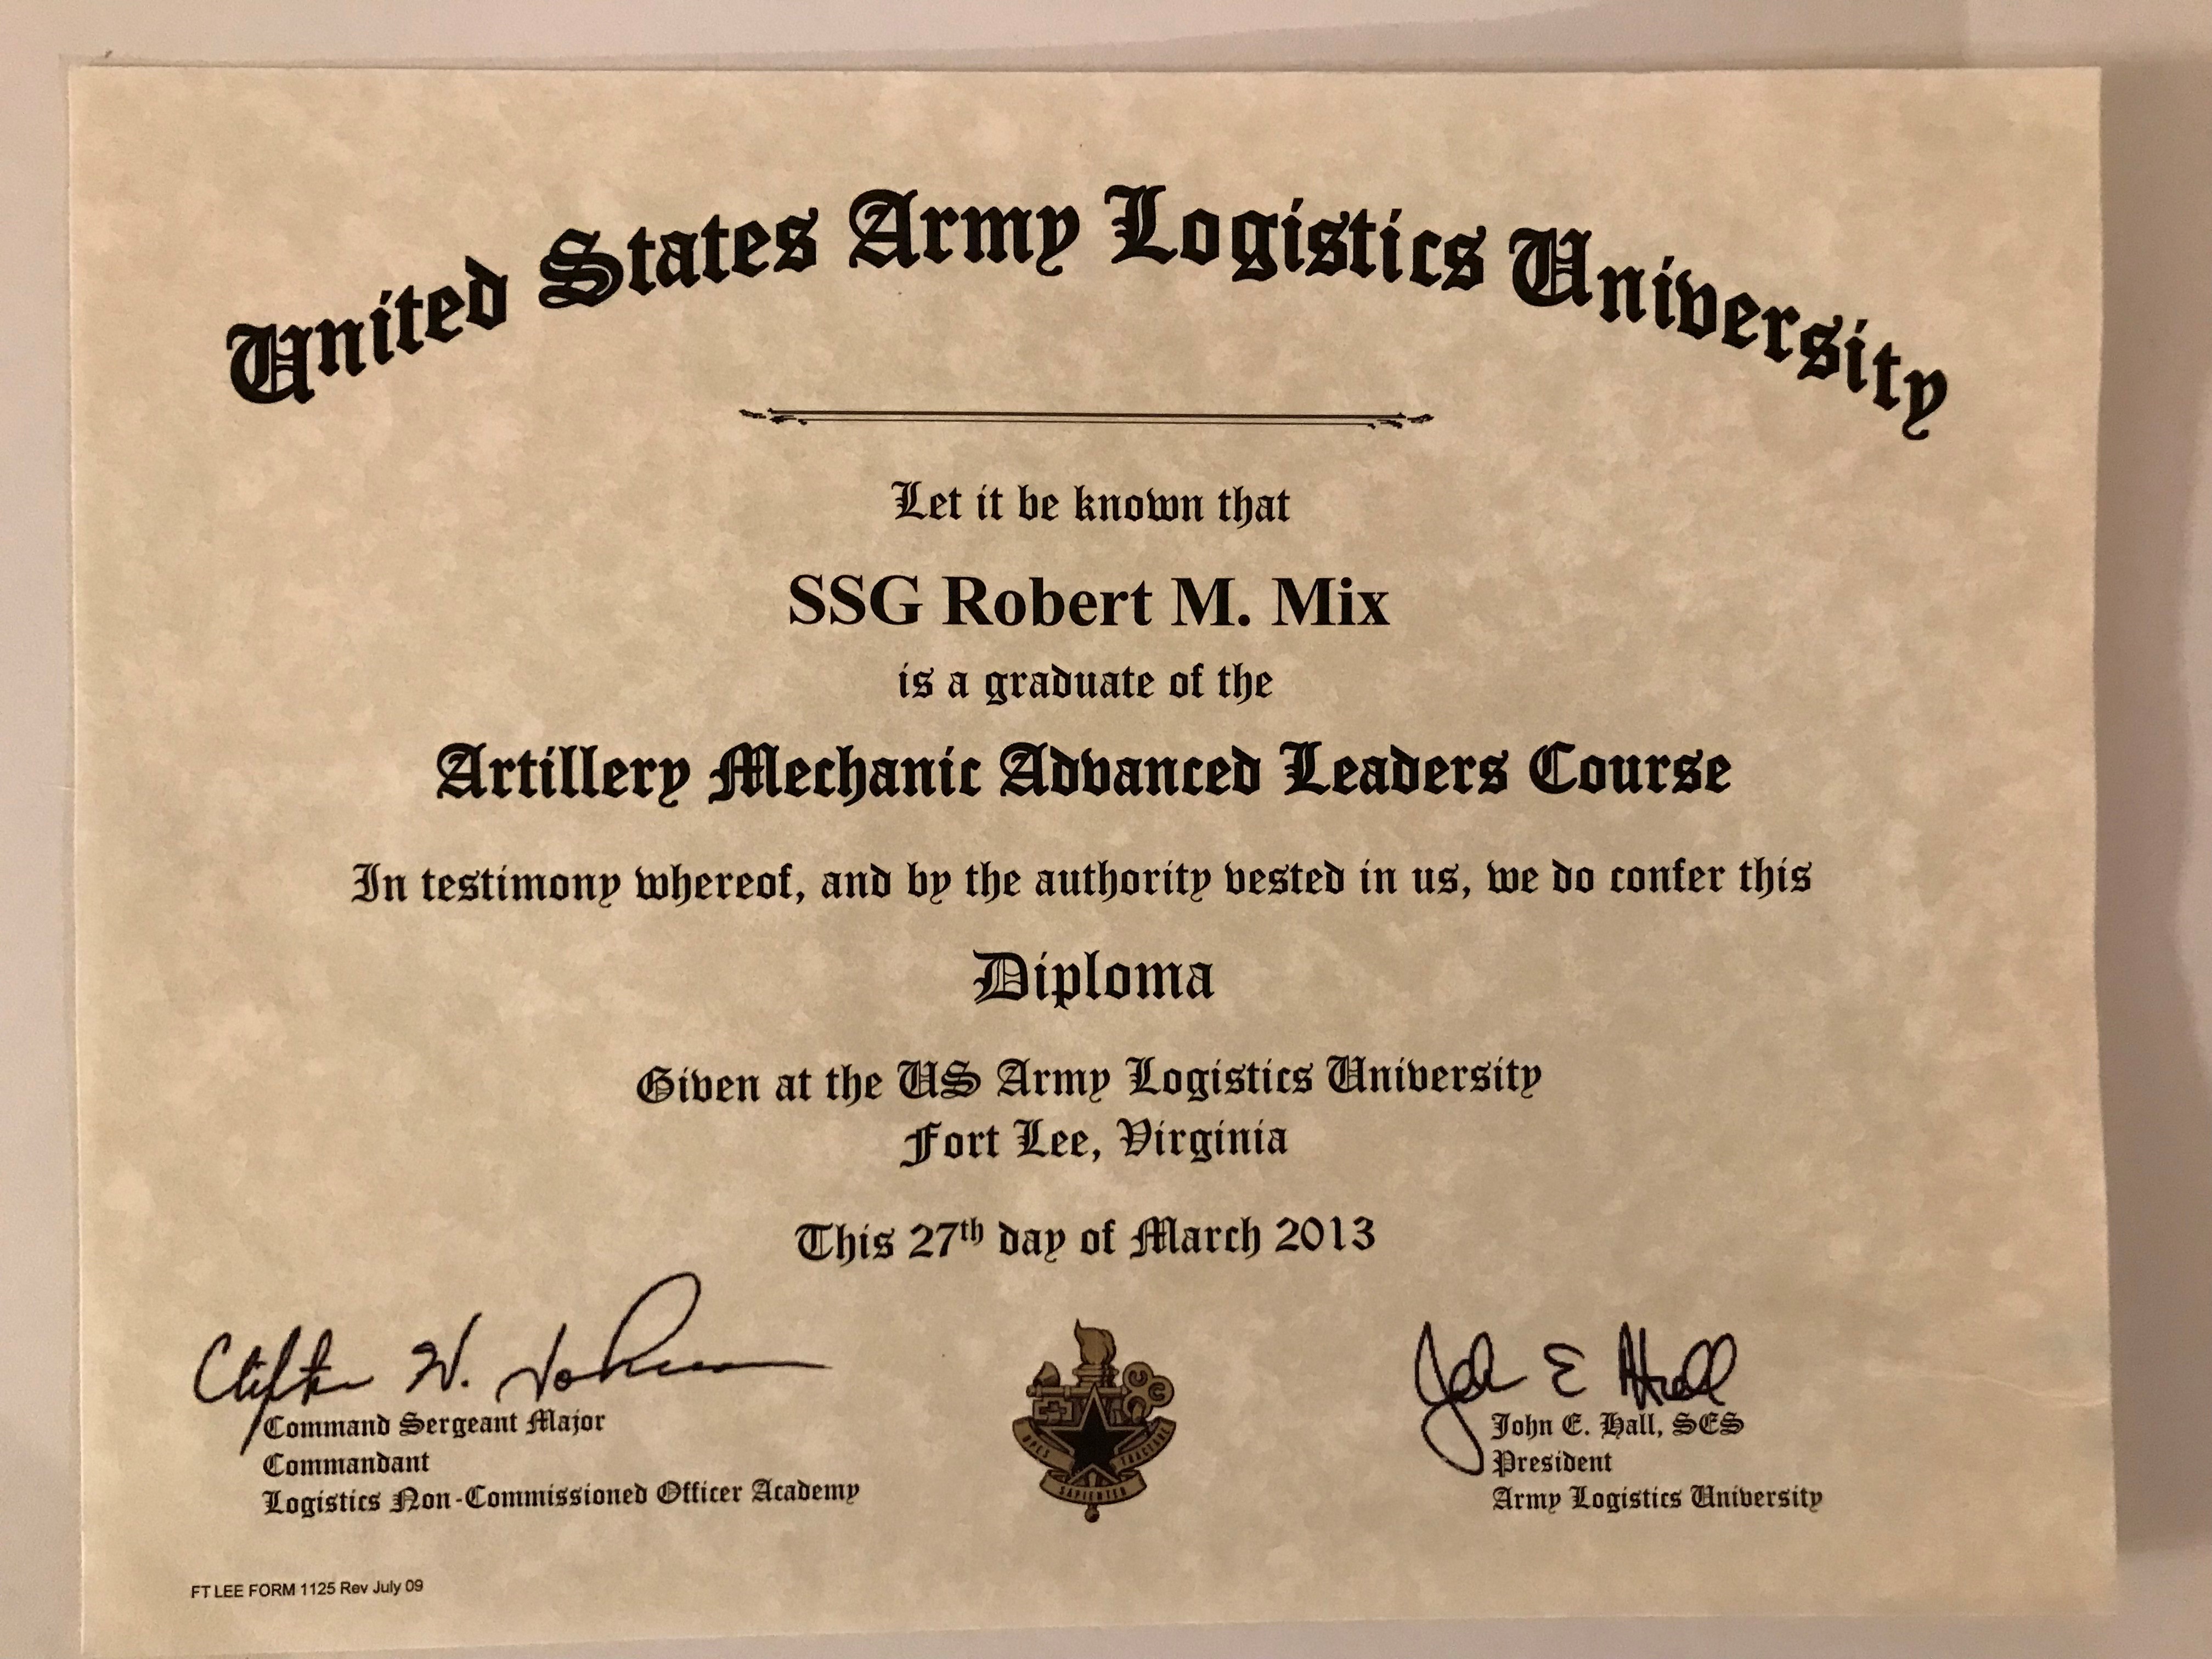 United States Army Logistics University
Let it be known that
SSG Robert M. Mix
is a graduate of the
Artillery Mechanic Advanced Leaders Course
In testimony whereof, and by the authority vested in us, we do confer this
Diploma
Given at the US Army Logistics University
Fort Lee, Virginia
This 27th day of March 2013
Clifton W. Johnson
Command Sergeant Major
Commandant
Logistics Non-Commissioned Officer Academy
OPES TRACTARE
SAPIENTER
John E Hall
John E. Hall, SES
President
Army Logistics University
FT LEE FORM 1125 Rev July 09